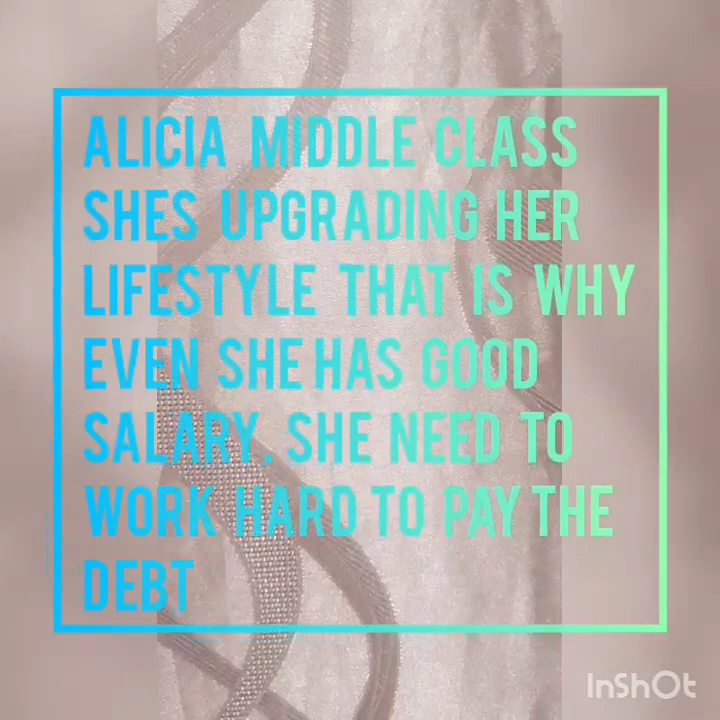 ALICIA MIDDLE CLASS
SHES UPGRADING HER
LIFESTYLE THAT IS WHY
EVEN SHE HAS GOOD
SALARY, SHE NEED TO
WORK HARD TO PAY THE
DEBT
InShOt